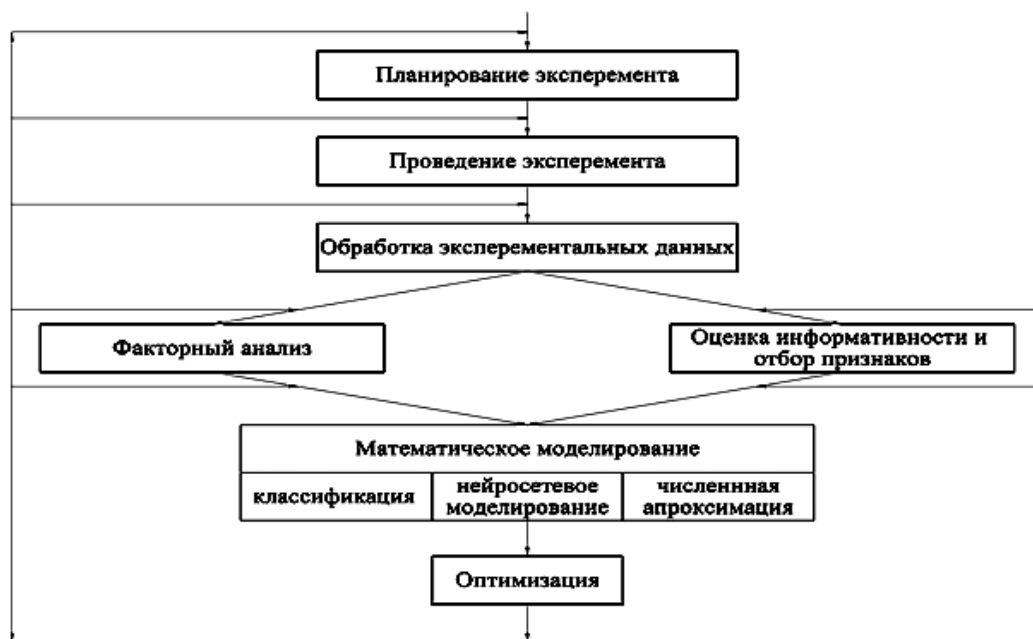 Планирование эксперемента
Проведение эксперемента
Обработка эксперементальных данных
Факторный анализ
Оценка информативности и
отбор признаков
Математическое моделирование
классификация
нейросетевое
моделирование
численнная
апроксимация
Оптимизация